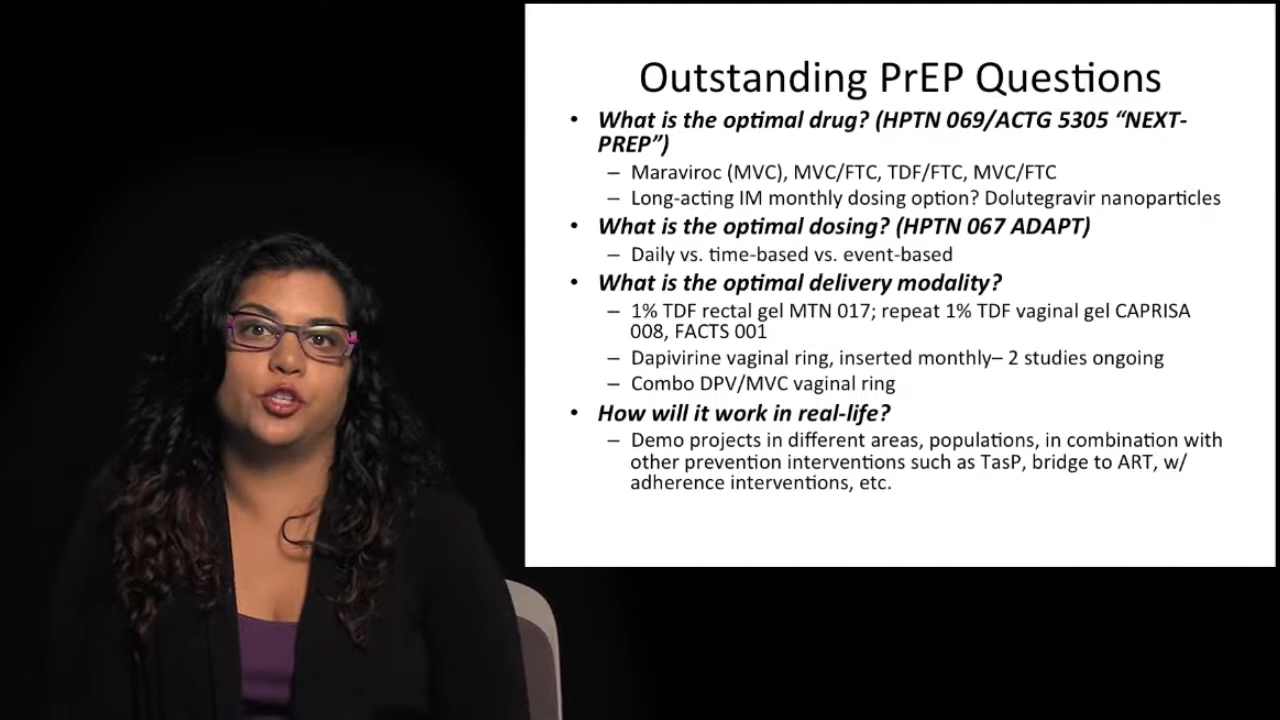 Outstanding PrEP Questions
• What is the optimal drug? (HPTN 069/ACTG 5305 “NEXT-
PREP”)
– Maraviroc (MVC), MVC/FTC, TDF/FTC, MVC/FTC
– Long-acting IM monthly dosing option? Dolutegravir nanoparticles
• What is the optimal dosing? (HPTN 067 ADAPT)
– Daily vs. time-based vs. event-based
• What is the optimal delivery modality?
– 1% TDF rectal gel MTN 017; repeat 1% TDF vaginal gel CAPRISA
008, FACTS 001
– Dapivirine vaginal ring, inserted monthly– 2 studies ongoing
– Combo DPV/MVC vaginal ring
• How will it work in real-life?
– Demo projects in different areas, populations, in combination with
other prevention interventions such as TasP, bridge to ART, w/
adherence interventions, etc.